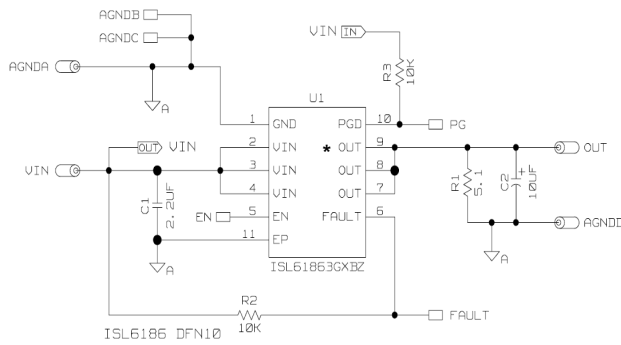 AGNDB
AGNDC
AGNDA
A
VIN IN
R3
10K
U1
1 GND PGD 10 PG
OUT VIN
VIN
2 VIN * OUT 9 OUT
3 VIN OUT 8
4 VIN OUT 7
C1
2.2UF
R1
5.1
C2
+
10UF
EN 5 EN FAULT 6
11 EP
AGNDD
A
A
ISL61863GXBZ
R2
10K
FAULT
ISL6186 DFN10